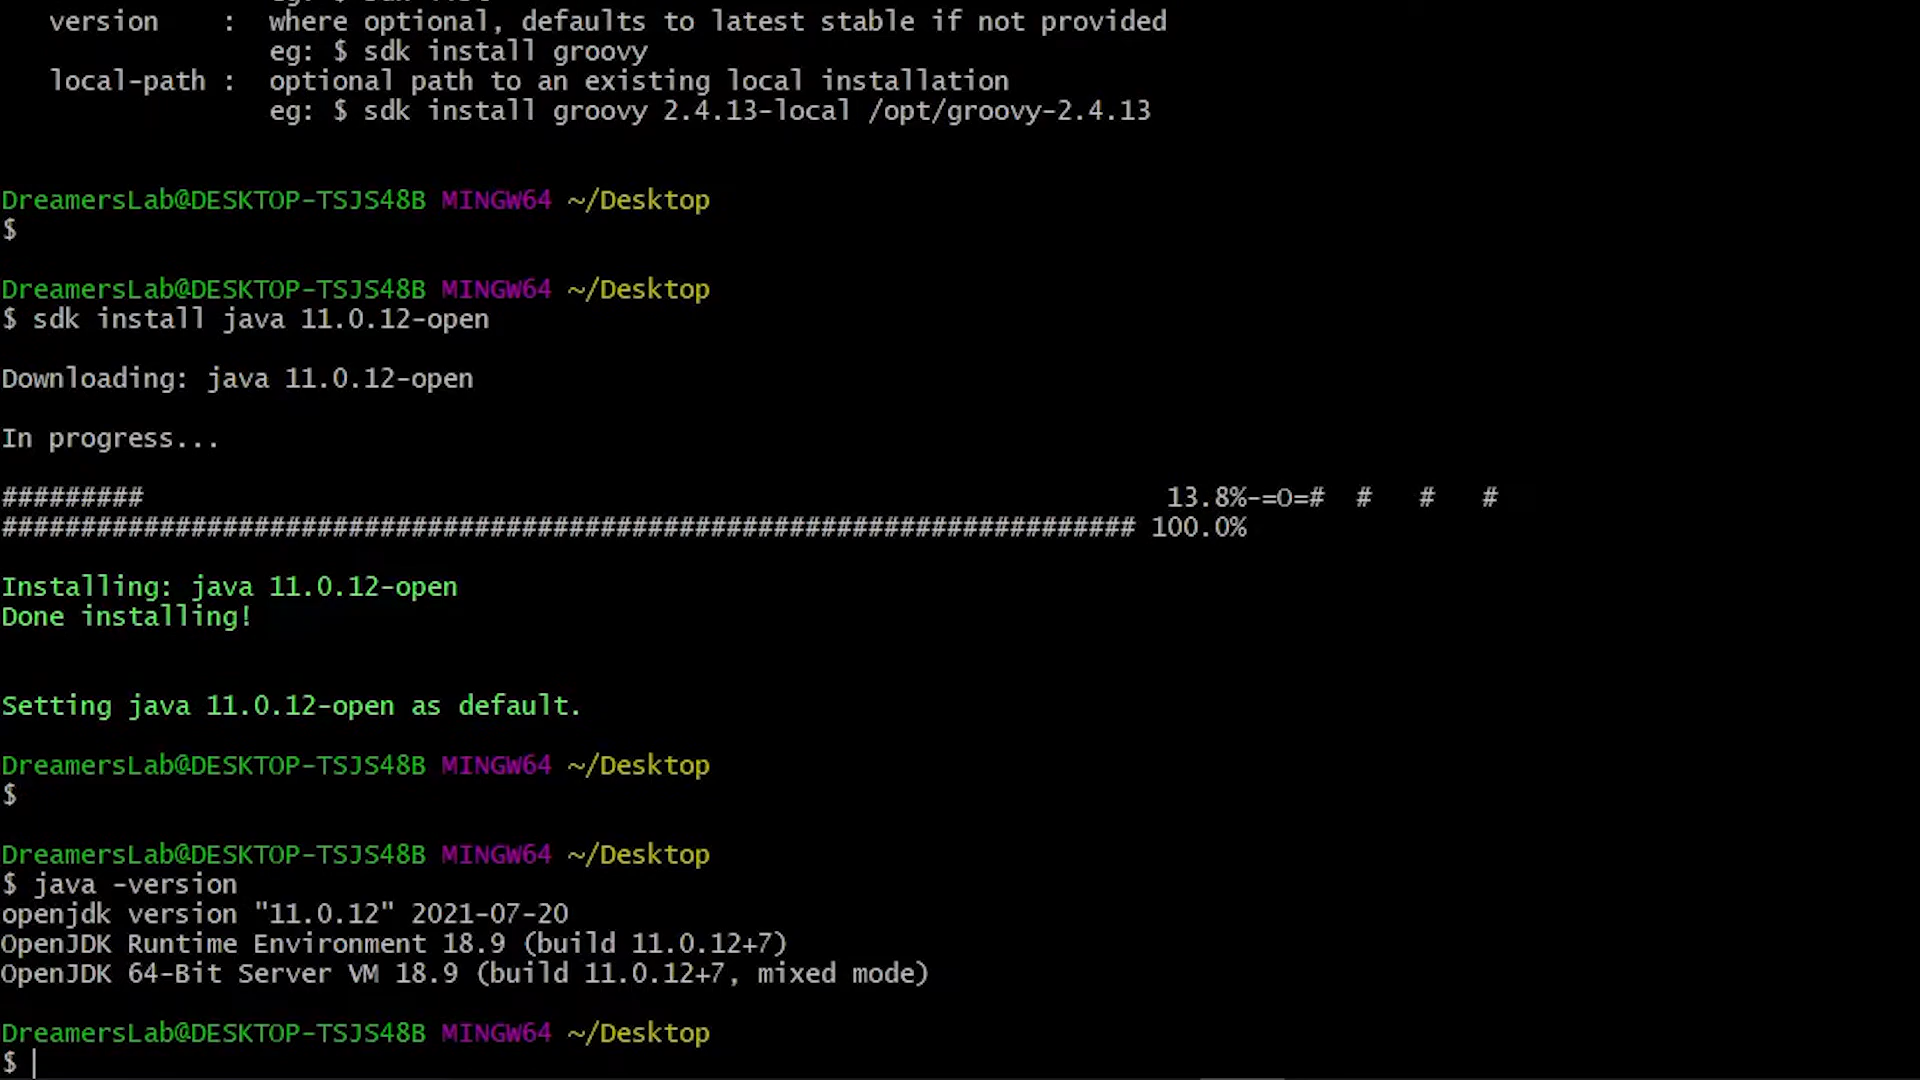 version    :  where optional, defaults to latest stable if not provided
eg: $ sdk install groovy
local-path :  optional path to an existing local installation
eg: $ sdk install groovy 2.4.13-local /opt/groovy-2.4.13
DreamersLab@DESKTOP-TSJS48B MINGW64 ~/Desktop
$
DreamersLab@DESKTOP-TSJS48B MINGW64 ~/Desktop
$ sdk install java 11.0.12-open
Downloading: java 11.0.12-open
In progress...
######### 13.8%-=O=#  #   #   #
######################################################################## 100.0%
Installing: java 11.0.12-open
Done installing!
Setting java 11.0.12-open as default.
DreamersLab@DESKTOP-TSJS48B MINGW64 ~/Desktop
$
DreamersLab@DESKTOP-TSJS48B MINGW64 ~/Desktop
$ java -version
openjdk version "11.0.12" 2021-07-20
OpenJDK Runtime Environment 18.9 (build 11.0.12+7)
OpenJDK 64-Bit Server VM 18.9 (build 11.0.12+7, mixed mode)
DreamersLab@DESKTOP-TSJS48B MINGW64 ~/Desktop
$